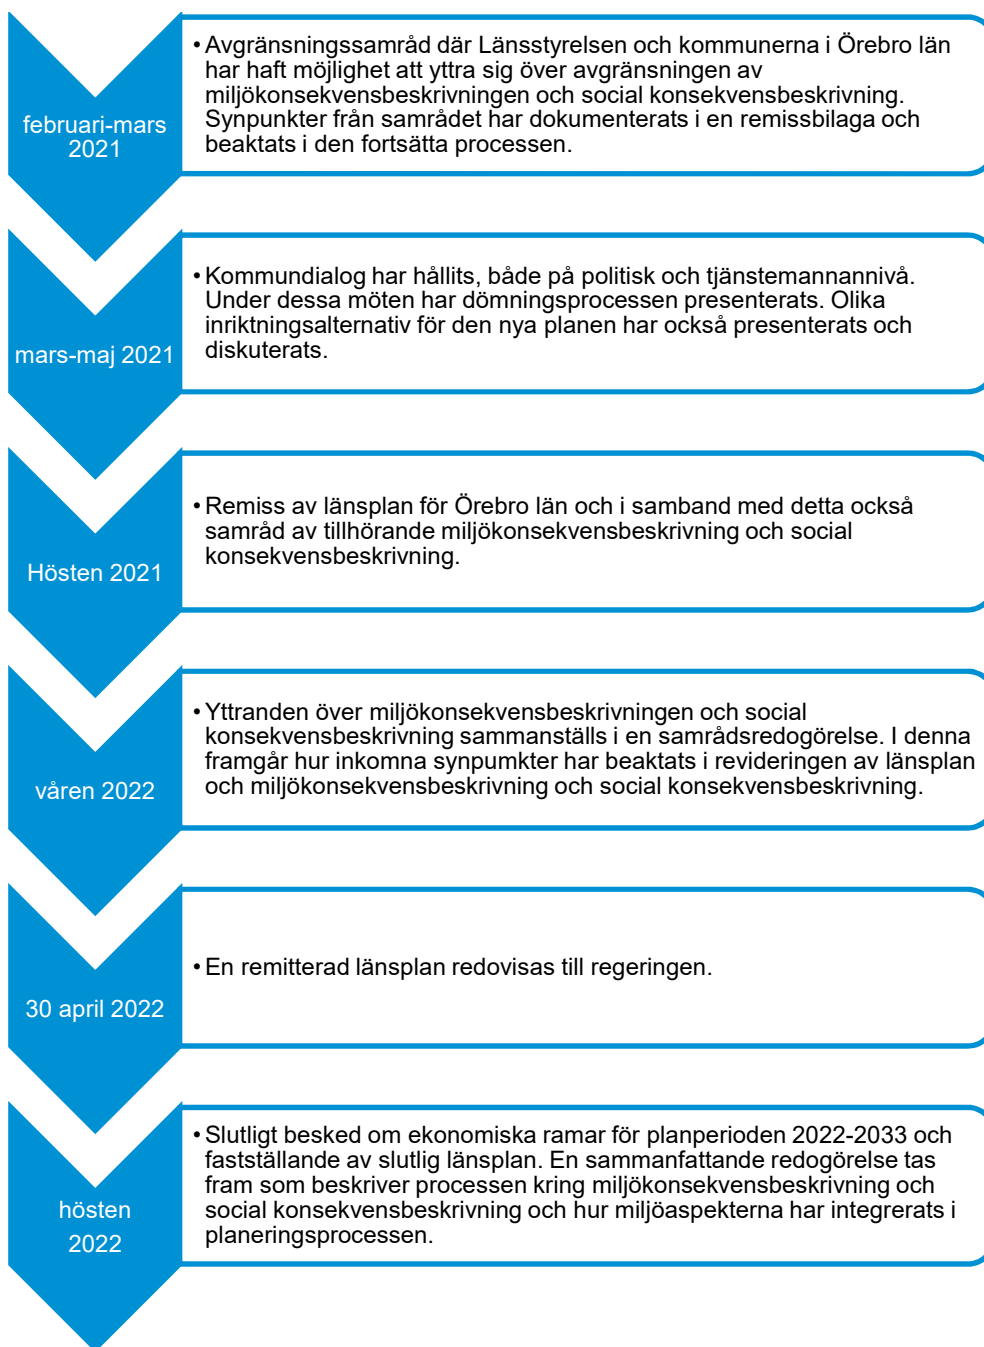 februari-mars
2021
• Avgränsningssamråd där Länsstyrelsen och kommunerna i Örebro län
har haft möjlighet att yttra sig över avgränsningen av
miljökonsekvensbeskrivningen och social konsekvensbeskrivning.
Synpunkter från samrådet har dokumenterats i en remissbilaga och
beaktats i den fortsätta processen.
mars-maj 2021
• Kommundialog har hållits, både på politisk och tjänstemannannivå.
Under dessa möten har dömningsprocessen presenterats. Olika
inriktningsalternativ för den nya planen har också presenterats och
diskuterats.
Hösten 2021
• Remiss av länsplan för Örebro län och i samband med detta också
samråd av tillhörande miljökonsekvensbeskrivning och social
konsekvensbeskrivning.
våren 2022
• Yttranden över miljökonsekvensbeskrivningen och social
konsekvensbeskrivning sammanställs i en samrådsredogörelse. I denna
framgår hur inkomna synpumkter har beaktats i revideringen av länsplan
och miljökonsekvensbeskrivning och social konsekvensbeskrivning.
30 april 2022
• En remitterad länsplan redovisas till regeringen.
hösten
2022
• Slutligt besked om ekonomiska ramar för planperioden 2022-2033 och
fastställande av slutlig länsplan. En sammanfattande redogörelse tas
fram som beskriver processen kring miljökonsekvensbeskrivning och
social konsekvensbeskrivning och hur miljöaspekterna har integrerats i
planeringsprocessen.